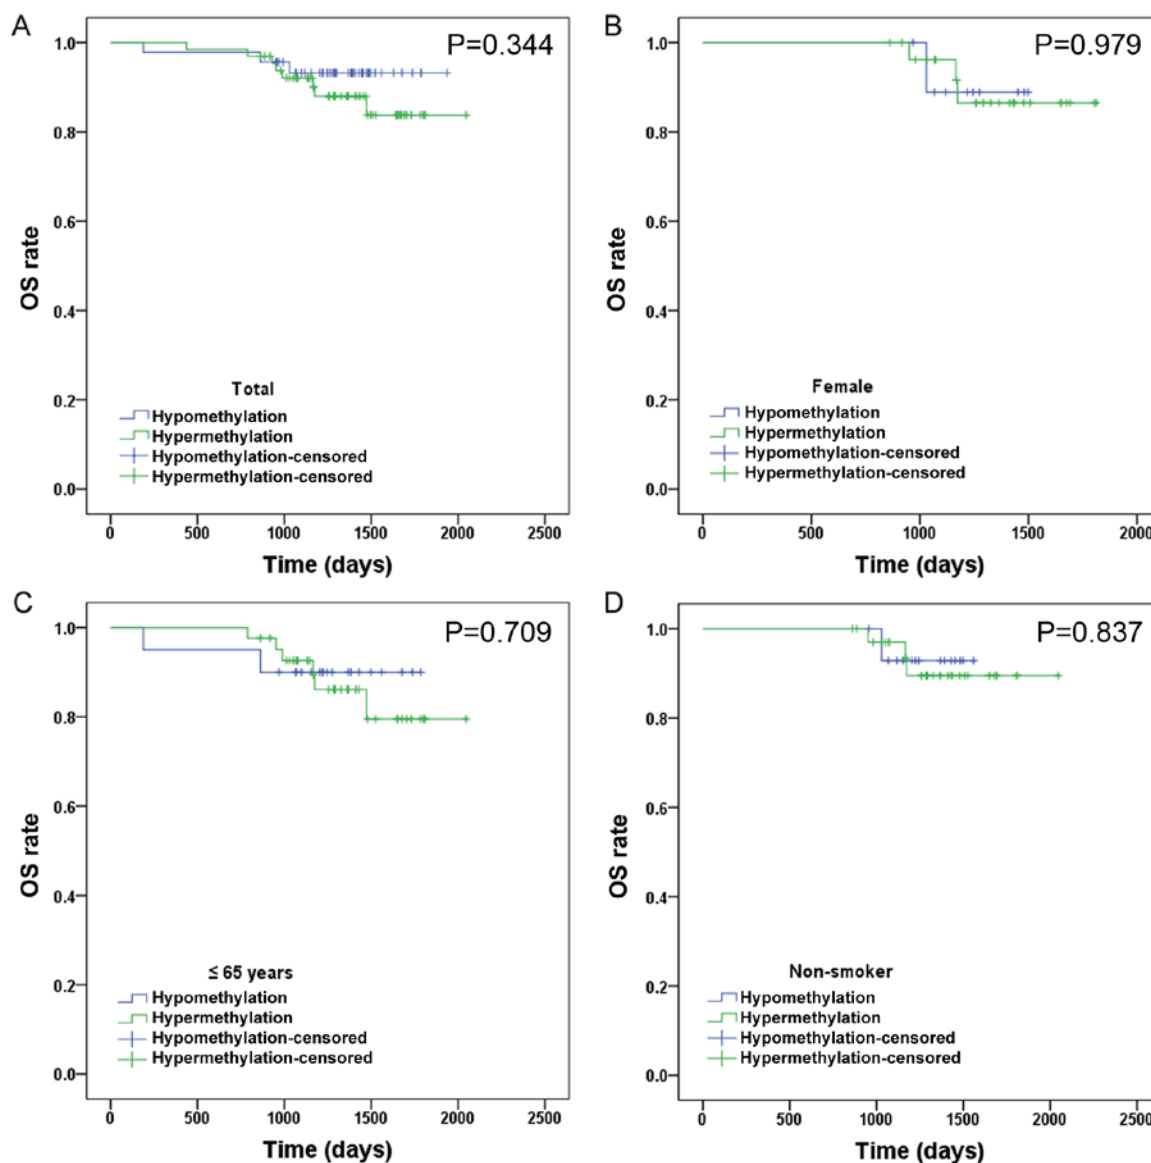 A
P=0.344
1.0
0.8
0.6
0.4
0.2
0.0
OS rate
Total
Hypomethylation
Hypermethylation
Hypomethylation-censored
Hypermethylation-censored
0 500 1000 1500 2000 2500
Time (days)
B
P=0.979
1.0
0.8
0.6
0.4
0.2
0.0
OS rate
Female
Hypomethylation
Hypermethylation
Hypomethylation-censored
Hypermethylation-censored
0 500 1000 1500 2000
Time (days)
C
P=0.709
1.0
0.8
0.6
0.4
0.2
0.0
OS rate
≤ 65 years
Hypomethylation
Hypermethylation
Hypomethylation-censored
Hypermethylation-censored
0 500 1000 1500 2000 2500
Time (days)
D
P=0.837
1.0
0.8
0.6
0.4
0.2
0.0
OS rate
Non-smoker
Hypomethylation
Hypermethylation
Hypomethylation-censored
Hypermethylation-censored
0 500 1000 1500 2000 2500
Time (days)